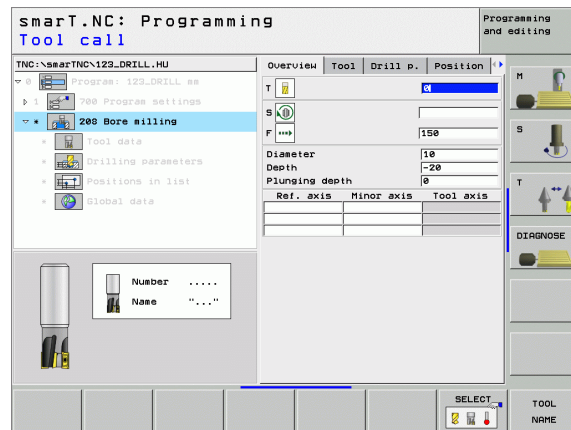 smarT.NC: Programming
Tool call
Programming and editing
TNC:\smarTNC\123_DRILL.HU
0 Program: 123_DRILL mm
1 700 Program settings
* 208 Bore milling
* Tool data
* Drilling parameters
* Positions in list
* Global data
Number .....
Name "..."
Overview Tool Drill p. Position
T 0
S
F 150
Diameter 10
Depth -20
Plunging depth 0
Ref. axis Minor axis Tool axis
M
S
T
DIAGNOSE
SELECT
TOOL NAME